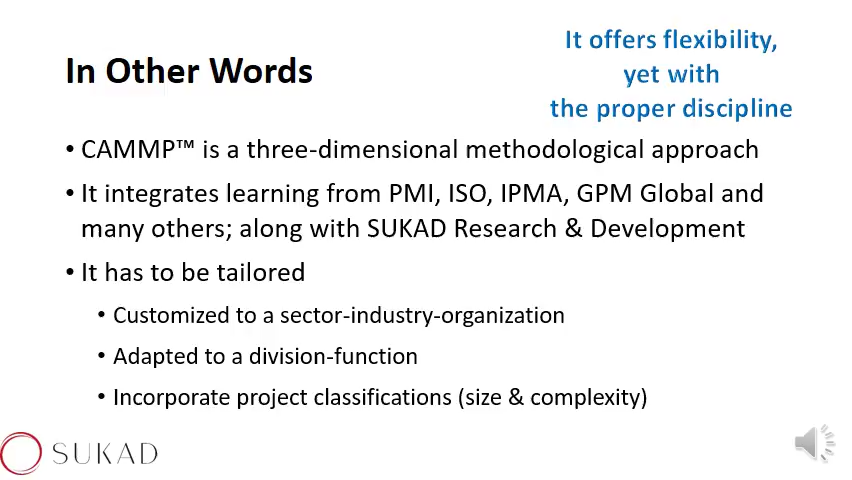 In Other Words
It offers flexibility,
yet with
the proper discipline
• CAMMP™ is a three-dimensional methodological approach
• It integrates learning from PMI, ISO, IPMA, GPM Global and
many others; along with SUKAD Research & Development
• It has to be tailored
• Customized to a sector-industry-organization
• Adapted to a division-function
• Incorporate project classifications (size & complexity)
SUKAD